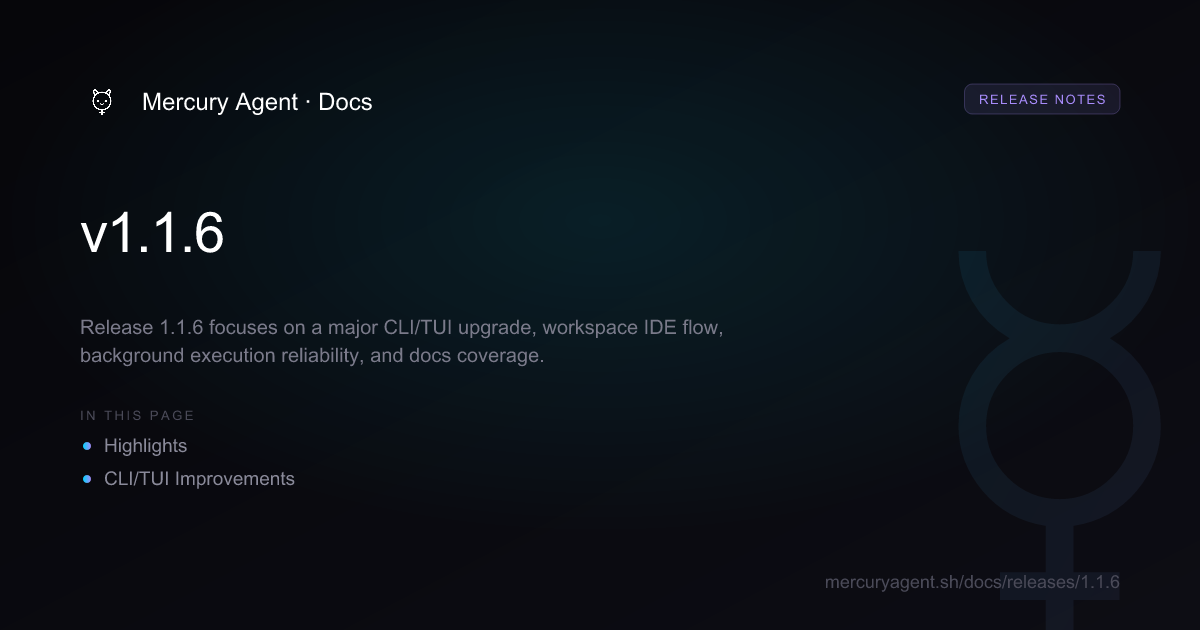 Mercury Agent · Docs
RELEASE NOTES
v1.1.6
Release 1.1.6 focuses on a major CLI/TUI upgrade, workspace IDE flow,
background execution reliability, and docs coverage.
IN THIS PAGE
Highlights
CLI/TUI Improvements
mercuryagent.sh/docs/releases/1.1.6